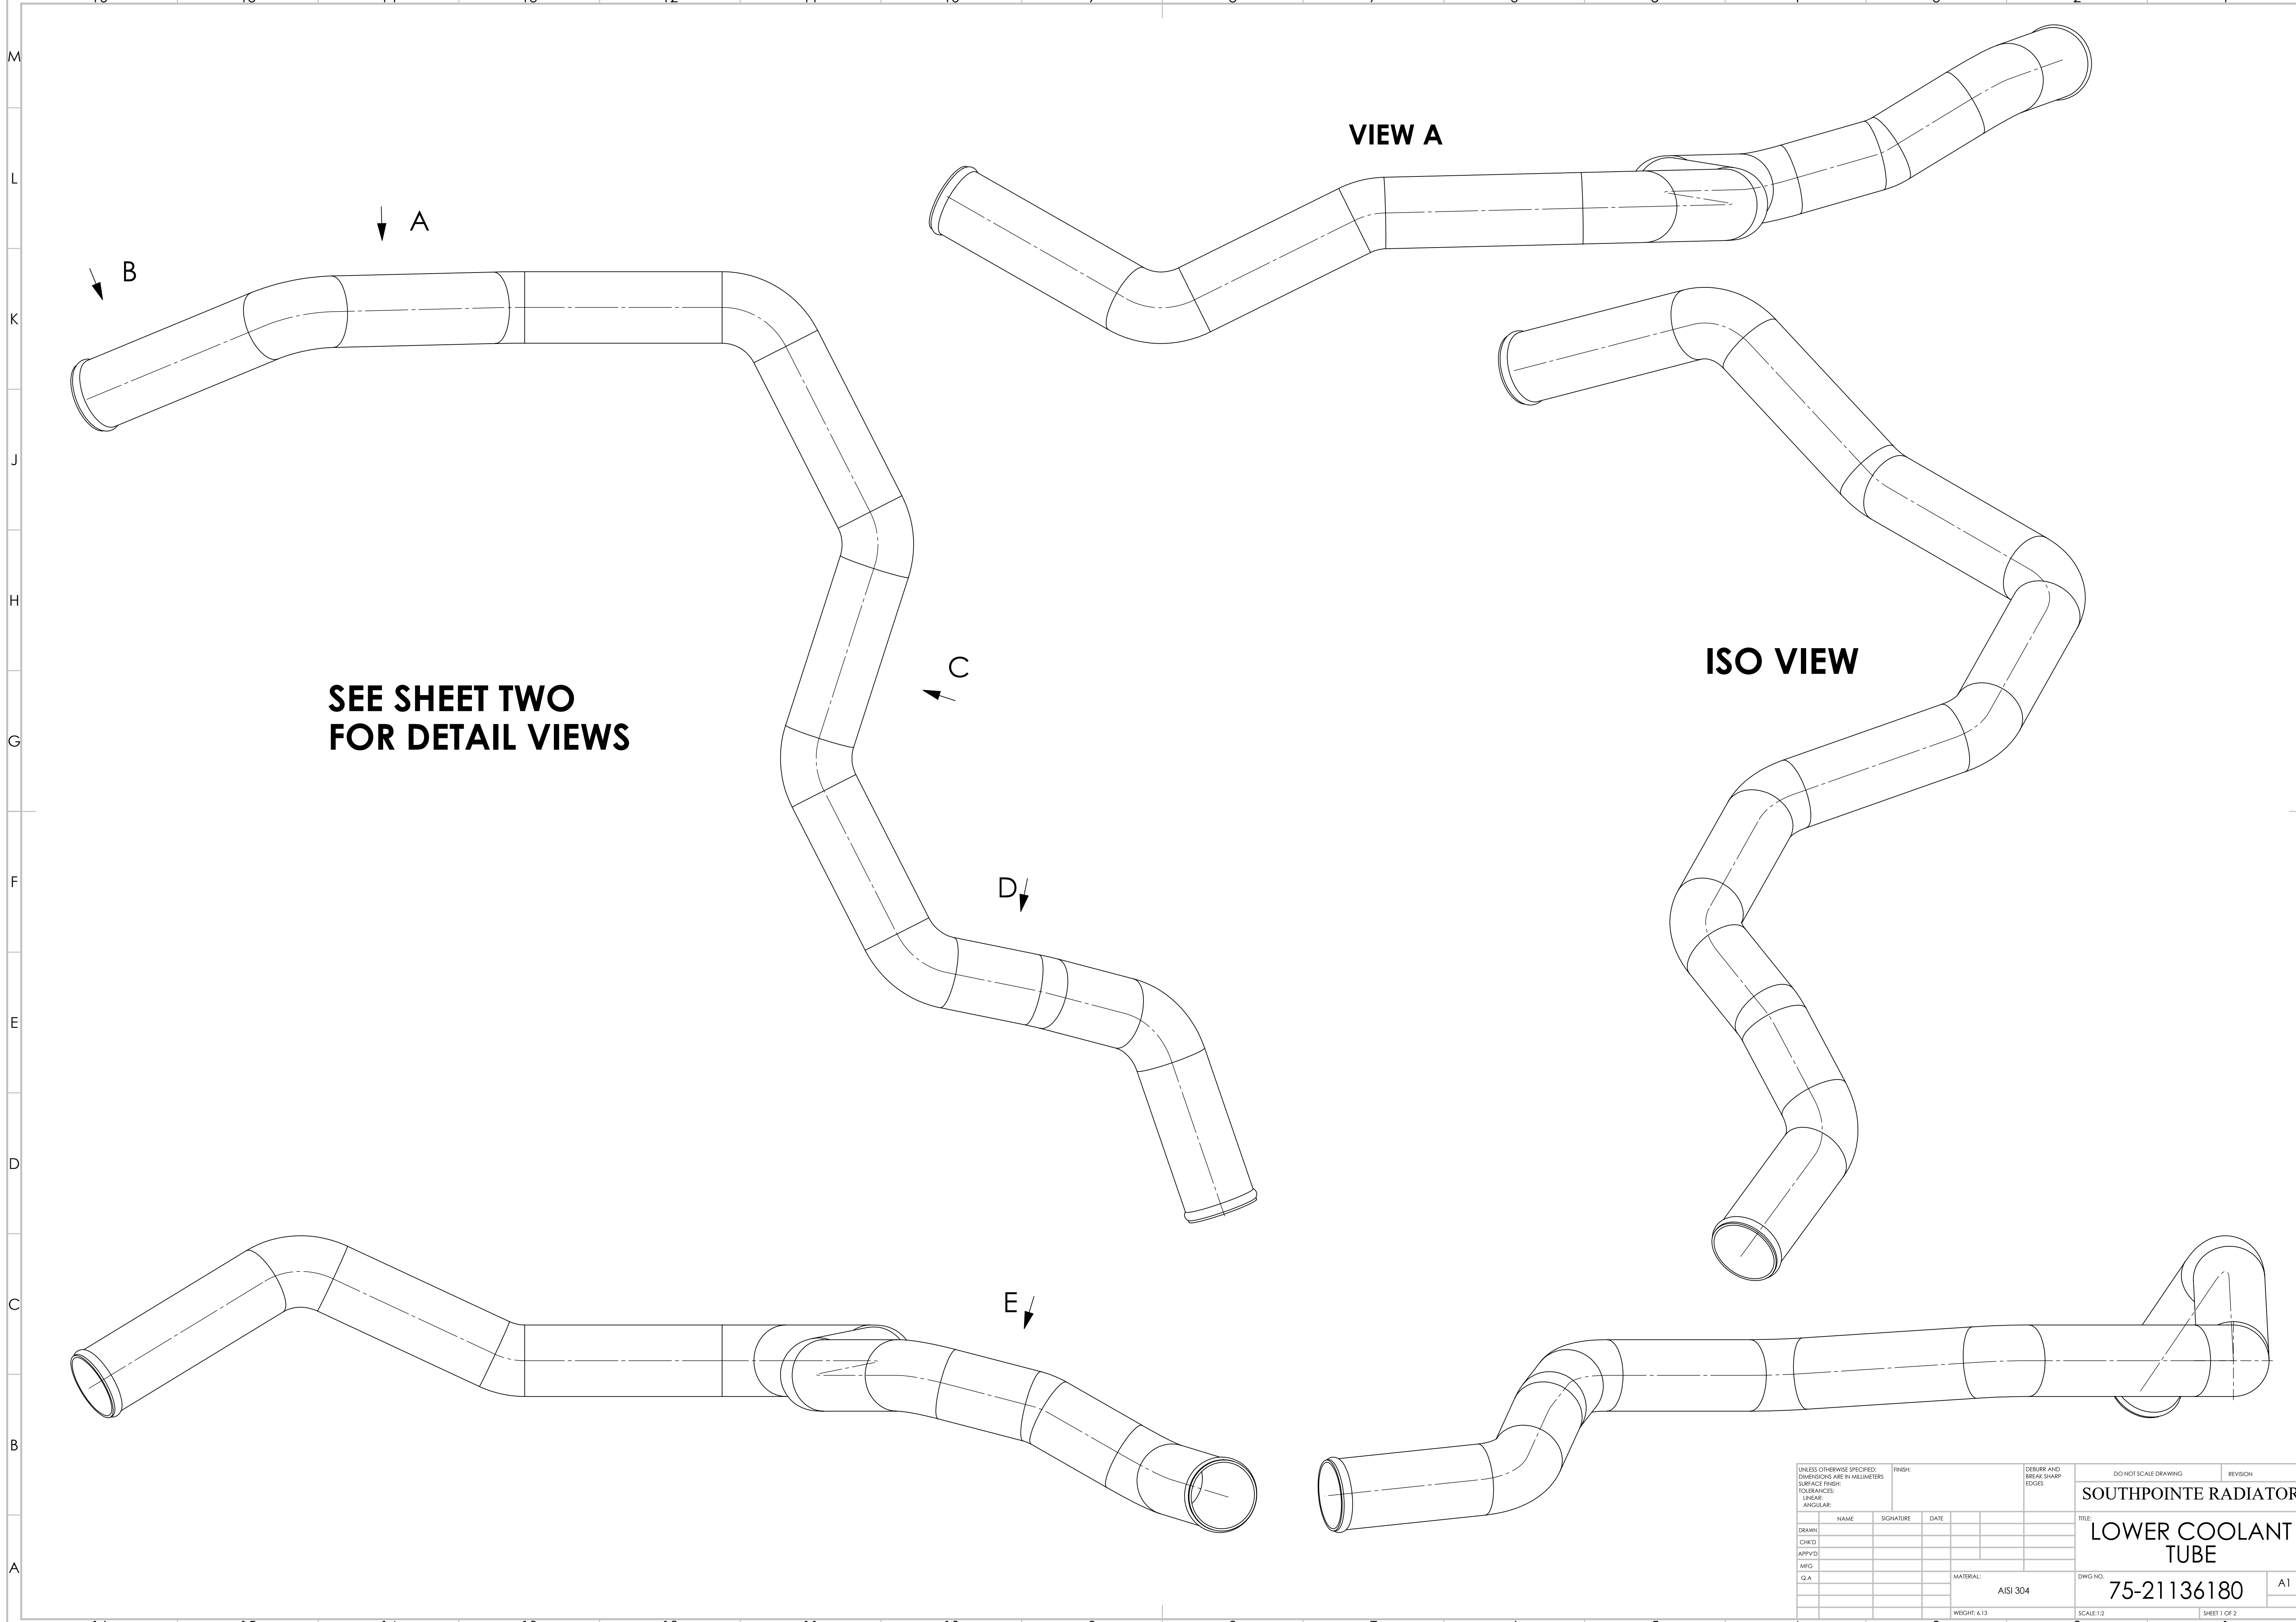 M
L
K
J
H
G
F
E
D
C
B
A
VIEW A
A
B
C
SEE SHEET TWO
FOR DETAIL VIEWS
ISO VIEW
D
E
UNLESS OTHERWISE SPECIFIED:
DIMENSIONS ARE IN MILLIMETERS
SURFACE FINISH:
TOLERANCES:
LINEAR:
ANGULAR:
FINISH:
DEBURR AND
BREAK SHARP
EDGES
DO NOT SCALE DRAWING
REVISION
SOUTHPOINTE RADIATOR
NAME
SIGNATURE
DATE
DRAWN
CHK'D
APPV'D
MFG
Q.A
TITLE:
LOWER COOLANT
TUBE
MATERIAL:
AISI 304
DWG NO.
75-21136180
A1
WEIGHT: 6.13
SCALE:1:2
SHEET 1 OF 2